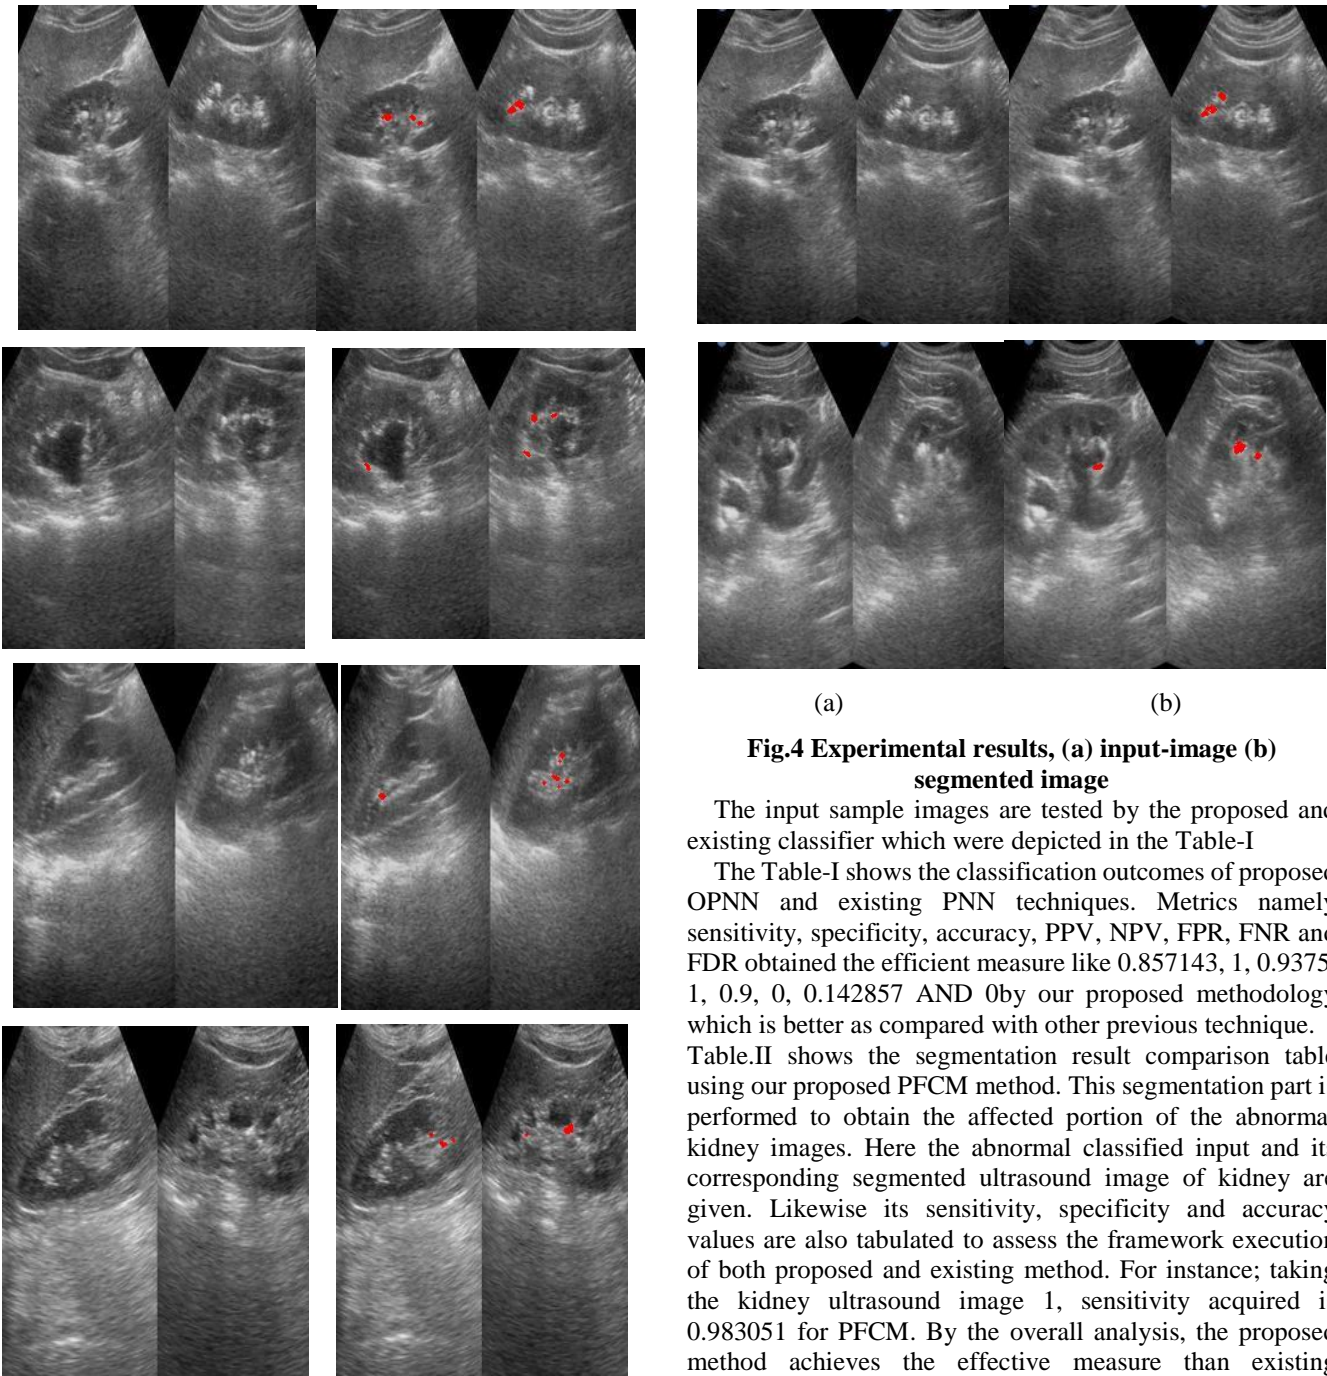 (a) (b)
Fig.4 Experimental results, (a) input-image (b)
segmented image
The input sample images are tested by the proposed and
existing classifier which were depicted in the Table-I
The Table-I shows the classification outcomes of proposed
OPNN and existing PNN techniques. Metrics namely
sensitivity, specificity, accuracy, PPV, NPV, FPR, FNR and
FDR obtained the efficient measure like 0.857143, 1, 0.9375
1, 0.9, 0, 0.142857 AND 0by our proposed methodology
which is better as compared with other previous technique.
Table.II shows the segmentation result comparison table
using our proposed PFCM method. This segmentation part i
performed to obtain the affected portion of the abnorma
kidney images. Here the abnormal classified input and it
corresponding segmented ultrasound image of kidney are
given. Likewise its sensitivity, specificity and accuracy
values are also tabulated to assess the framework execution
of both proposed and existing method. For instance; taking
the kidney ultrasound image 1, sensitivity acquired i
0.983051 for PFCM. By the overall analysis, the proposed
method achieves the effective measure than existing